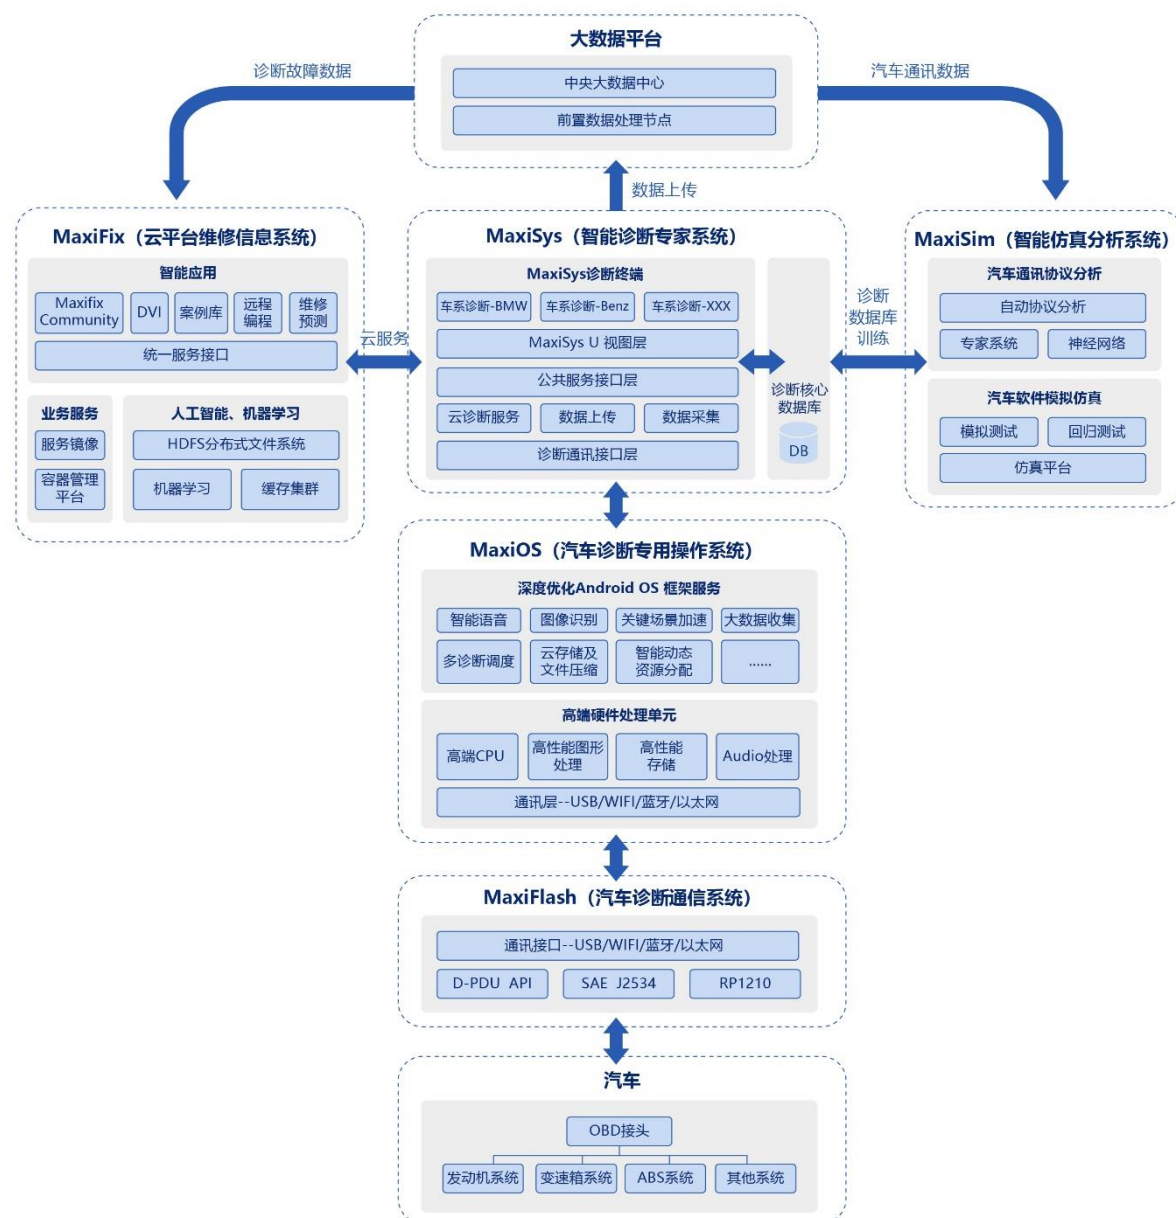 大数据平台
中央大数据中心
前置数据处理节点
诊断故障数据
汽车通讯数据
数据上传
MaxiFix（云平台维修信息系统）
智能应用
Maxifix
Community
DVI
案例库
远程
编程
维修
预测
统一服务接口
业务服务
服务镜像
容器管理
平台
人工智能、机器学习
HDFS分布式文件系统
机器学习
缓存集群
云服务
MaxiSys（智能诊断专家系统）
MaxiSys诊断终端
车系诊断-BMW
车系诊断-Benz
车系诊断-XXX
MaxiSys U 视图层
公共服务接口层
云诊断服务
数据上传
数据采集
诊断通讯接口层
诊断核心
数据库
DB
诊断
数据库
训练
MaxiSim（智能仿真分析系统）
汽车通讯协议分析
自动协议分析
专家系统
神经网络
汽车软件模拟仿真
模拟测试
回归测试
仿真平台
MaxiOS（汽车诊断专用操作系统）
深度优化Android OS 框架服务
智能语音
图像识别
关键场景加速
大数据收集
多诊断调度
云存储及
文件压缩
智能动态
资源分配
......
高端硬件处理单元
高端CPU
高性能图形
处理
高性能
存储
Audio处理
通讯层--USB/WIFI/蓝牙/以太网
MaxiFlash（汽车诊断通信系统）
通讯接口--USB/WIFI/蓝牙/以太网
D-PDU API
SAE J2534
RP1210
汽车
OBD接头
发动机系统
变速箱系统
ABS系统
其他系统